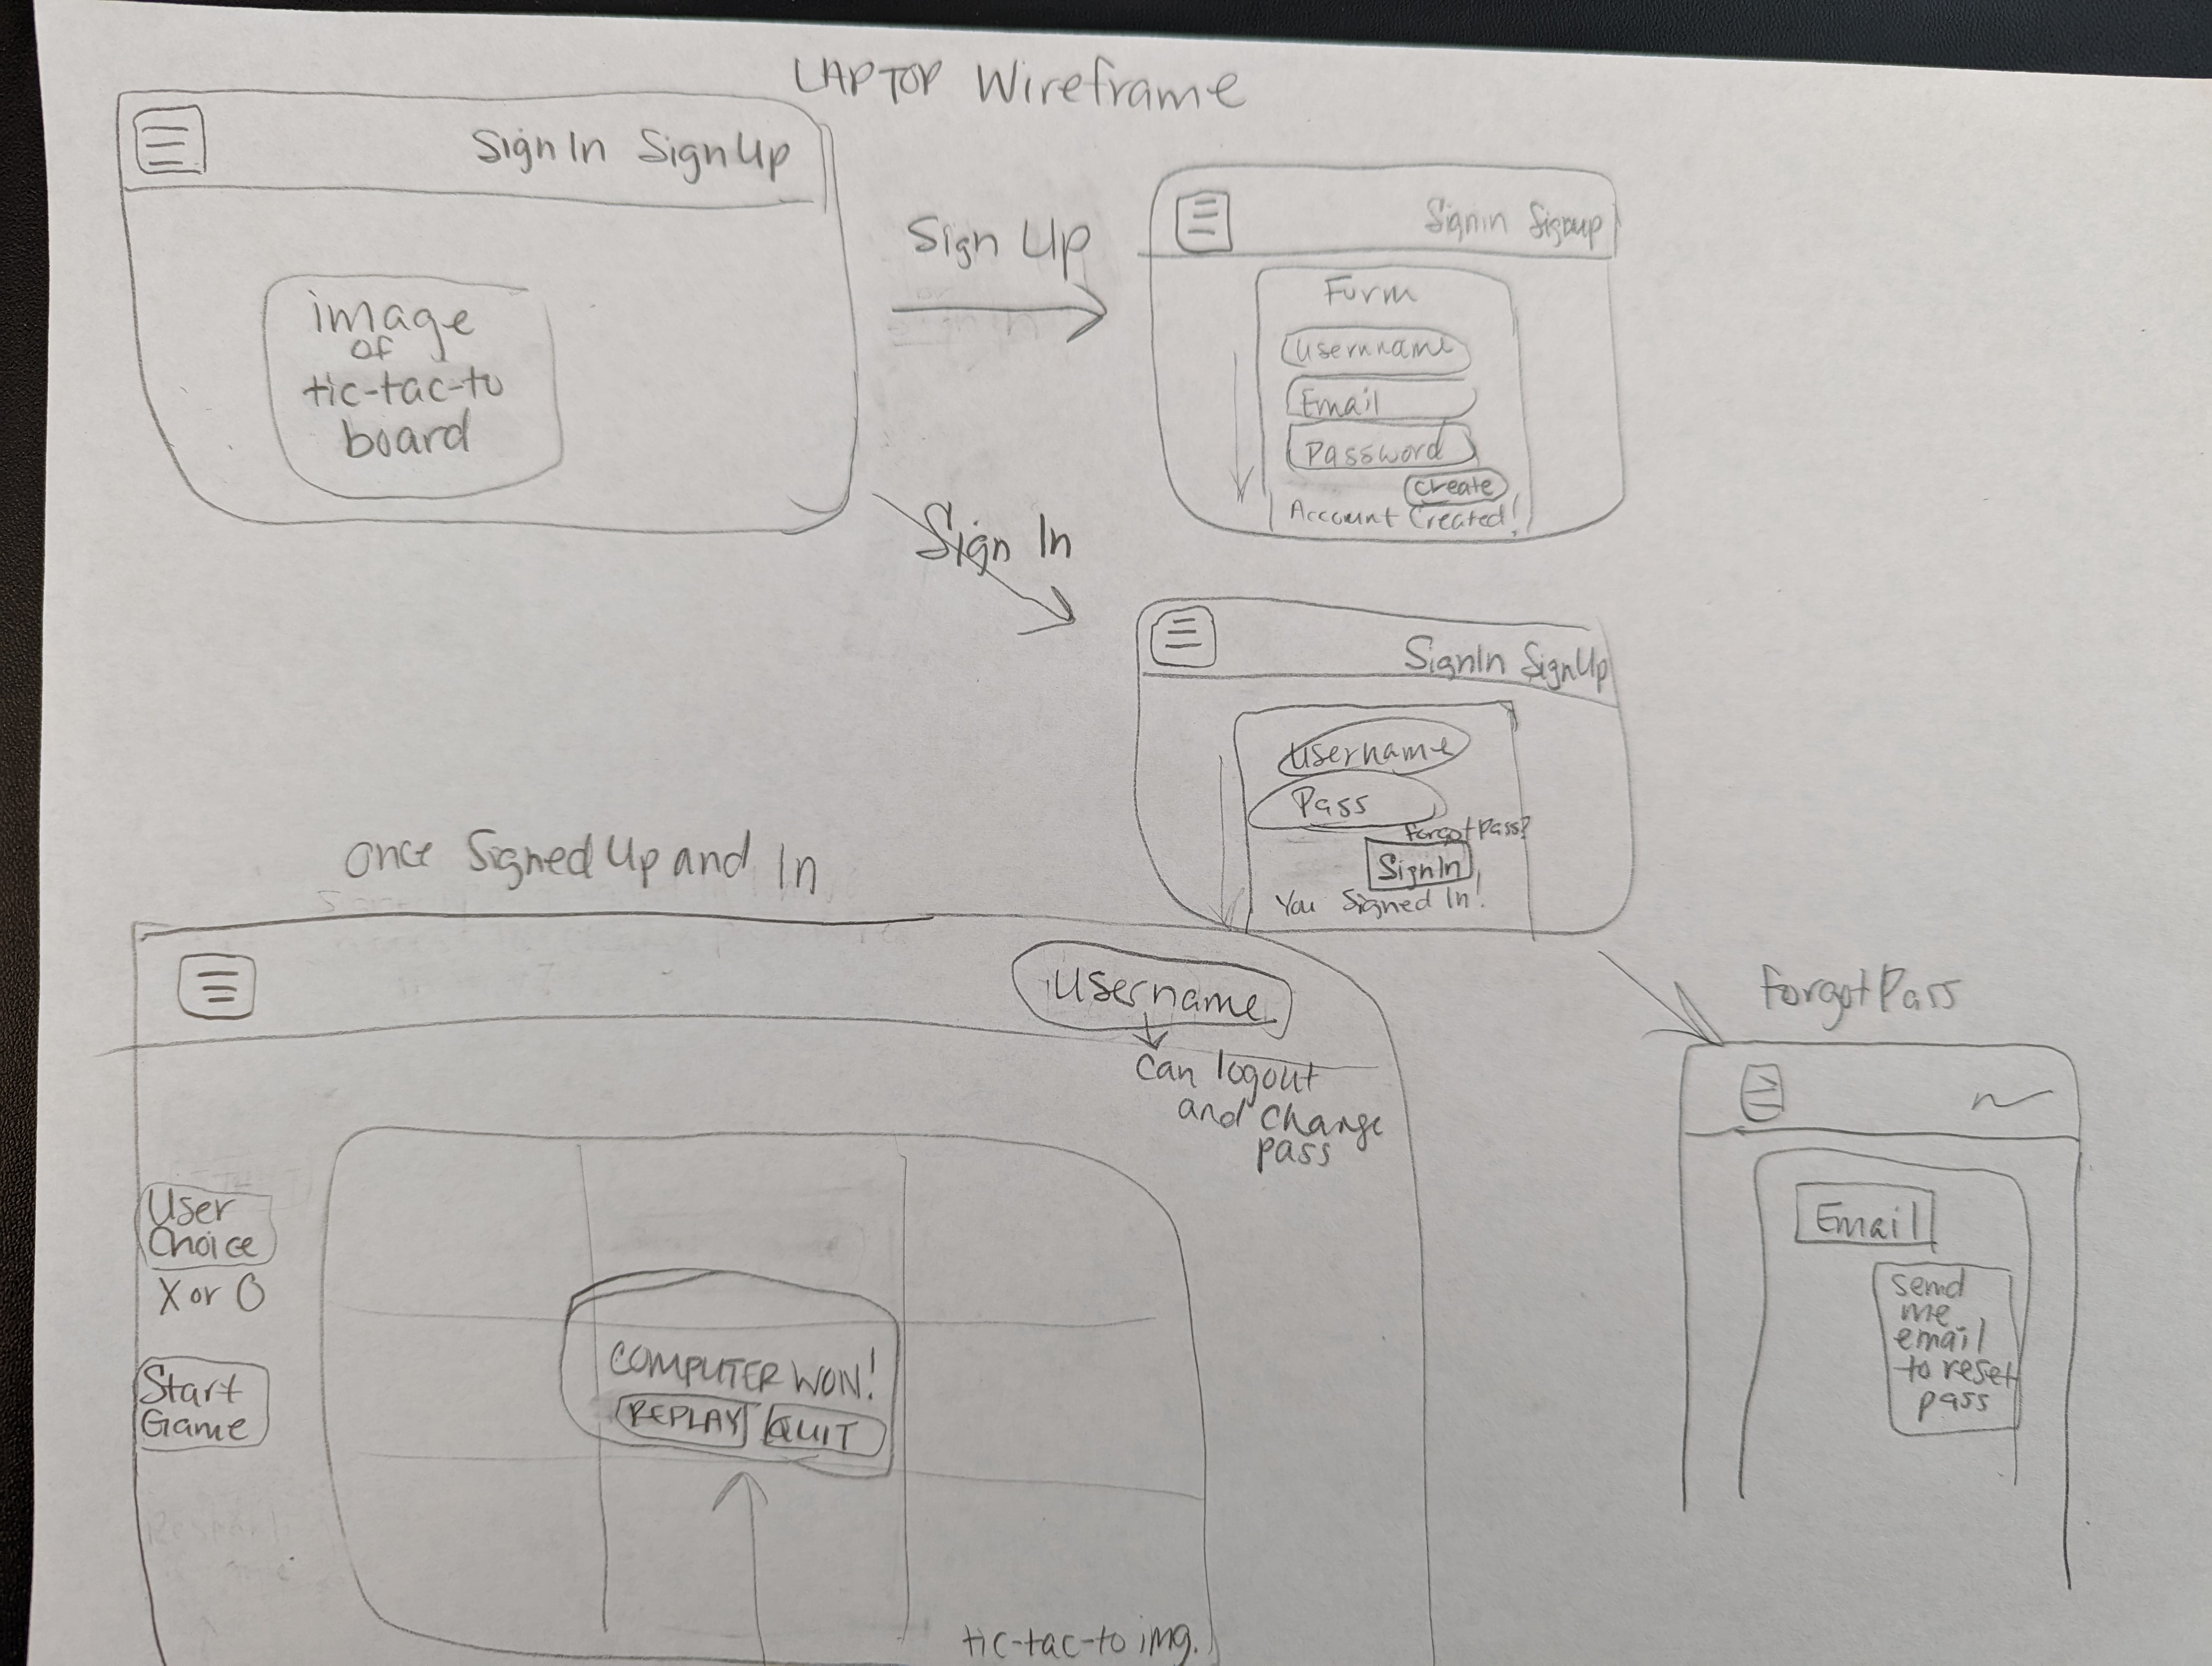 LAPTOP Wireframe
Sign In Sign Up
image
of
tic-tac-to
board
Sign Up
Signin Signup
Form
usernname
Email
Password
create
Account Created!
Sign In
SignIn SignUp
Username
Pass
forgot pass?
SignIn
You Signed In!
once Signed Up and In
Username
can logout
and change
pass
User
Choice
X or O
Start
Game
COMPUTER WON!
REPLAY QUIT
tic-tac-to img.
forgot Pass
Email
send
me
email
to reset
pass